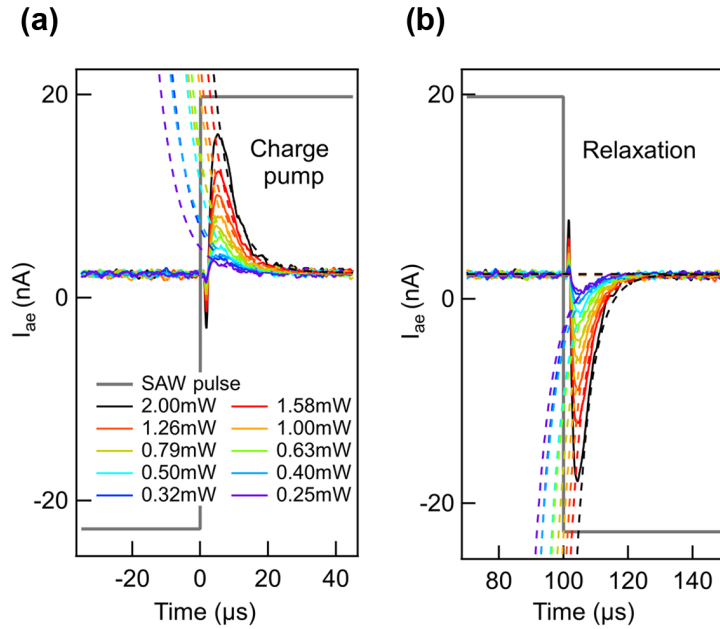 (a)
(b)
20
0
-20
I_ae (nA)
Charge
pump
SAW pulse
2.00mW 1.58mW
1.26mW 1.00mW
0.79mW 0.63mW
0.50mW 0.40mW
0.32mW 0.25mW
-20 0 20 40
Time (µs)
20
0
-20
I_ae (nA)
Relaxation
80 100 120 140
Time (µs)